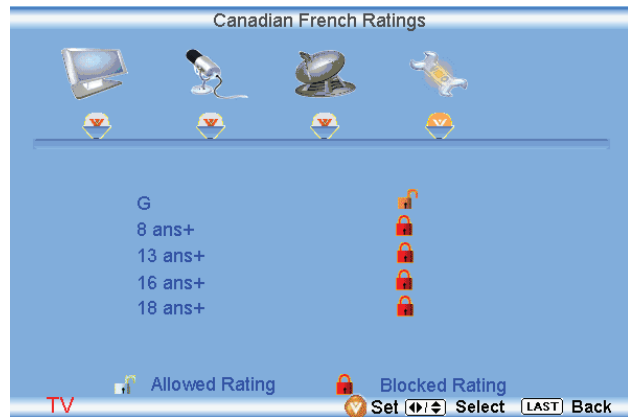 Canadian French Ratings
G
8 ans+
13 ans+
16 ans+
18 ans+
Allowed Rating Blocked Rating
TV Set Select LAST Back